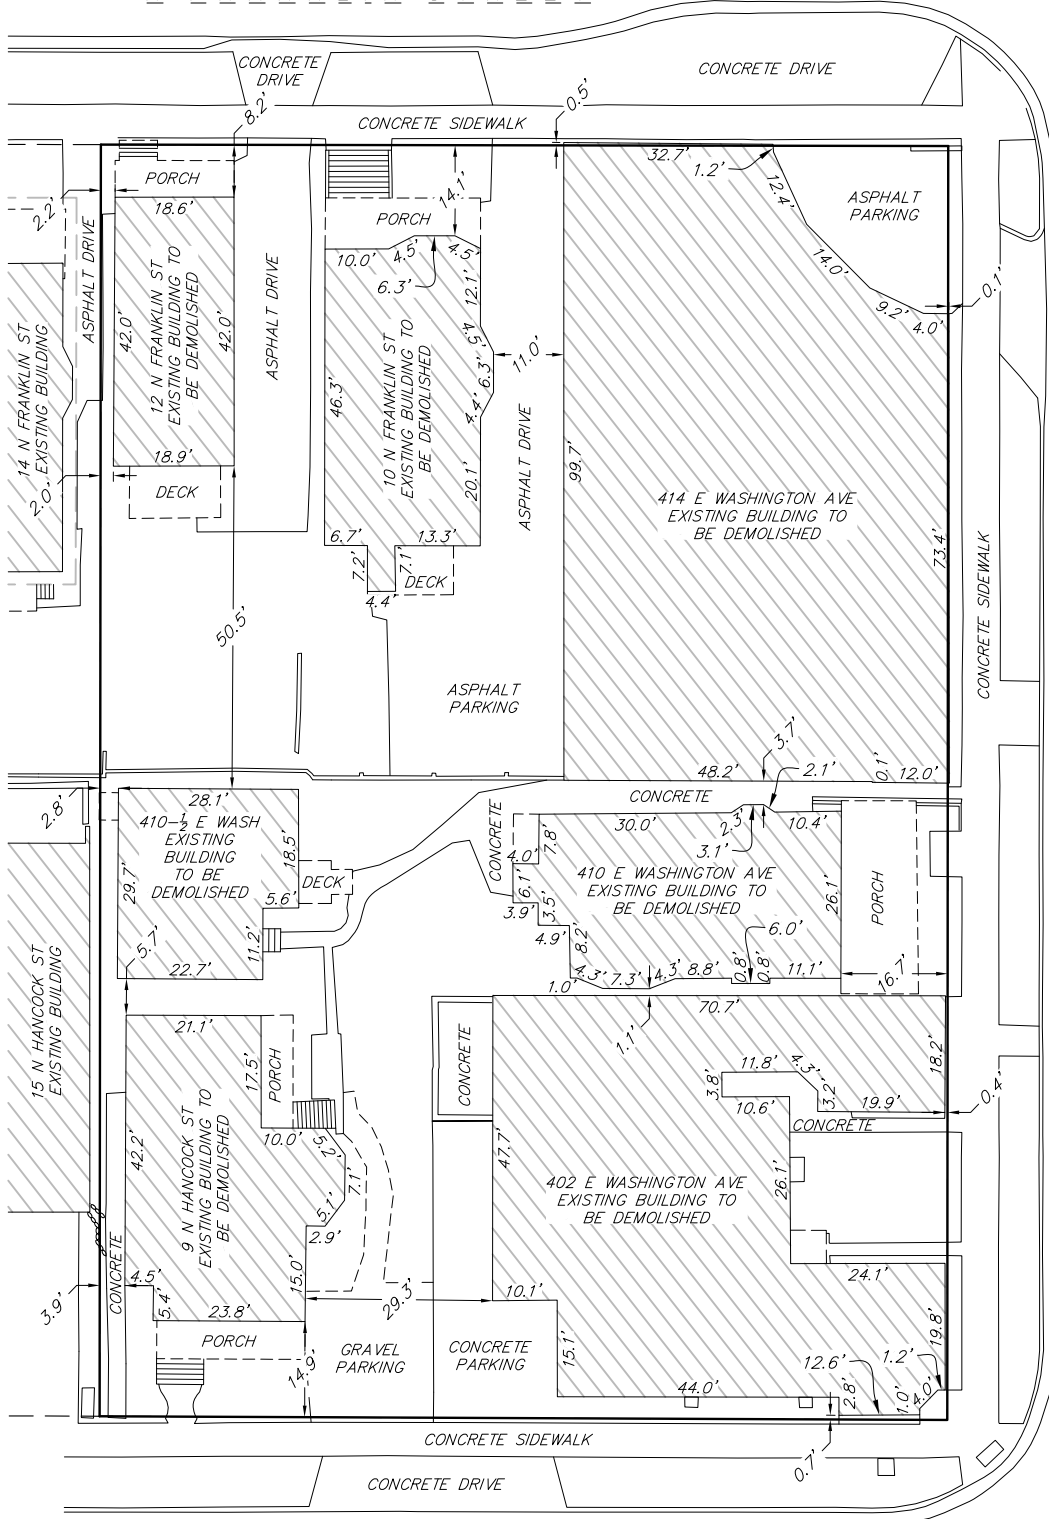 CONCRETE
DRIVE
CONCRETE DRIVE
8.2'
0.5'
CONCRETE SIDEWALK
32.7'
1.2'
12.4'
ASPHALT
PARKING
14.0'
9.2'
4.0'
0.1'
PORCH
2.2'
18.6'
14.1'
PORCH
10.0'
4.5'
4.5'
6.3'
12.1'
ASPHALT DRIVE
42.0'
12 N FRANKLIN ST
EXISTING BUILDING TO
BE DEMOLISHED
42.0'
ASPHALT DRIVE
14 N FRANKLIN ST
EXISTING BUILDING
46.3'
10 N FRANKLIN ST
EXISTING BUILDING TO
BE DEMOLISHED
4.5'
6.3'
4.4'
20.1'
11.0'
ASPHALT DRIVE
99.7'
18.9'
2.0'
DECK
6.7'
13.3'
7.2'
7.1'
DECK
4.4'
414 E WASHINGTON AVE
EXISTING BUILDING TO
BE DEMOLISHED
73.4'
CONCRETE SIDEWALK
50.5'
ASPHALT
PARKING
48.2'
3.7'
2.1'
0.1'
12.0'
2.8'
28.1'
410-½ E WASH
EXISTING
BUILDING
TO BE
DEMOLISHED
29.7'
18.5'
DECK
5.6'
11.2'
5.7'
22.7'
CONCRETE
CONCRETE
30.0'
2.3'
3.1'
10.4'
7.8'
4.0'
6.1'
3.9'
3.5'
4.9'
8.2'
410 E WASHINGTON AVE
EXISTING BUILDING TO
BE DEMOLISHED
26.1'
PORCH
6.0'
4.3'
7.3'
4.3'
8.8'
0.8'
0.8'
11.1'
16.7'
1.0'
1.1'
70.7'
15 N HANCOCK ST
EXISTING BUILDING
21.1'
17.5'
PORCH
10.0'
5.2'
7.1'
5.1'
2.9'
42.2'
9 N HANCOCK ST
EXISTING BUILDING TO
BE DEMOLISHED
15.0'
CONCRETE
47.7'
11.8'
4.3'
3.8'
3.2'
10.6'
19.9'
18.2'
0.4'
CONCRETE
26.1'
402 E WASHINGTON AVE
EXISTING BUILDING TO
BE DEMOLISHED
24.1'
19.8'
CONCRETE
3.9'
4.5'
5.4'
23.8'
PORCH
14.9'
29.3'
GRAVEL
PARKING
CONCRETE
PARKING
10.1'
15.1'
44.0'
12.6'
2.8'
1.2'
1.0'
4.0'
0.7'
CONCRETE SIDEWALK
CONCRETE DRIVE